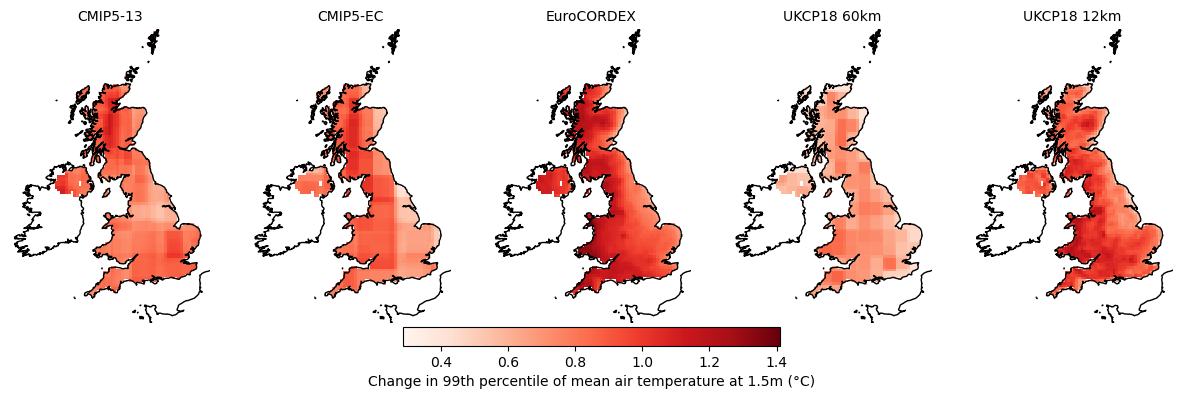 CMIP5-13
CMIP5-EC
EuroCORDEX
UKCP18 60km
UKCP18 12km
0.4
0.6
0.8
1.0
1.2
1.4
Change in 99th percentile of mean air temperature at 1.5m (°C)